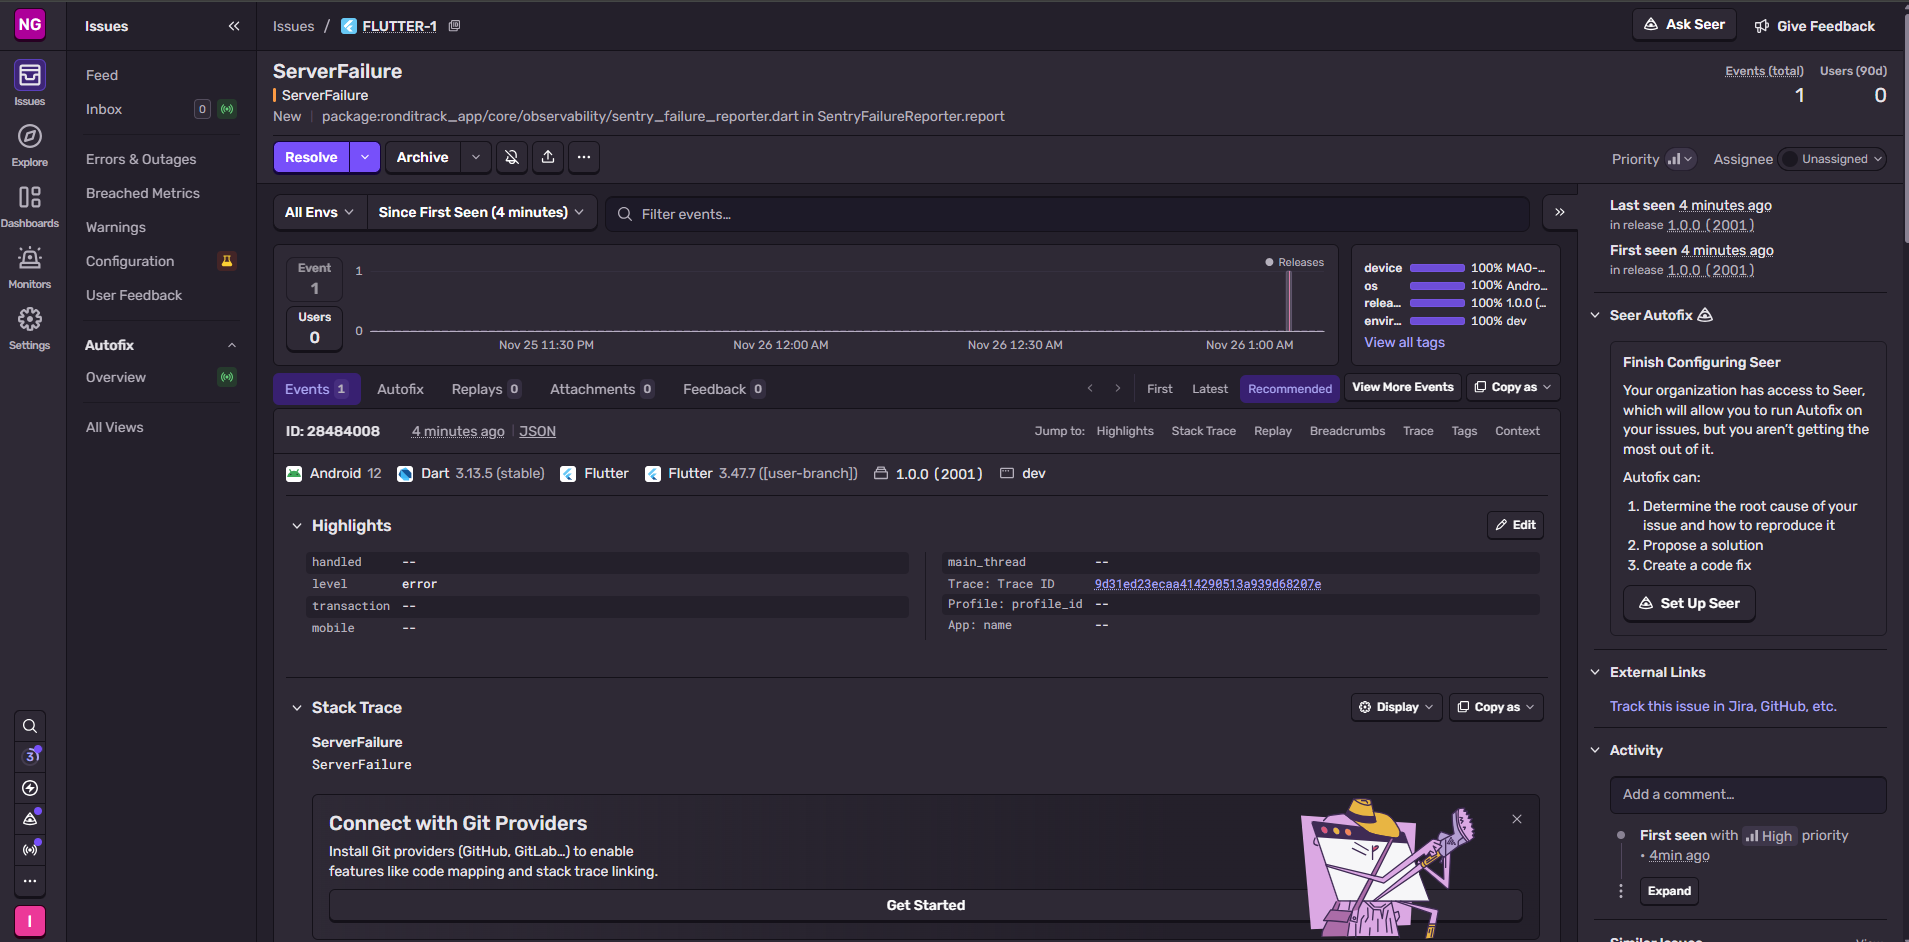 NG
Issues
Explore
Dashboards
Monitors
Settings
3
I
Issues
Feed
Inbox 0
Errors & Outages
Breached Metrics
Warnings
Configuration
User Feedback
Autofix
Overview
All Views
Issues / FLUTTER-1
Ask Seer
Give Feedback
ServerFailure
ServerFailure
New package:ronditrack_app/core/observability/sentry_failure_reporter.dart in SentryFailureReporter.report
Events (total) Users (90d)
1 0
Resolve Archive
Priority Assignee Unassigned
All Envs Since First Seen (4 minutes) Filter events…
Event
1
Users
0
1
0
Releases
Nov 25 11:30 PM Nov 26 12:00 AM Nov 26 12:30 AM Nov 26 1:00 AM
device 100% MAO-…
os 100% Andro…
relea… 100% 1.0.0 (…
envir… 100% dev
View all tags
Events 1 Autofix Replays 0 Attachments 0 Feedback 0
First Latest Recommended View More Events Copy as
ID: 28484008 4 minutes ago JSON
Jump to: Highlights Stack Trace Replay Breadcrumbs Trace Tags Context
Android 12 Dart 3.13.5 (stable) Flutter Flutter 3.47.7 ([user-branch]) 1.0.0 (2001) dev
Highlights
Edit
handled --
level error
transaction --
mobile --
main_thread --
Trace: Trace ID 9d31ed23ecaa414290513a939d68207e
Profile: profile_id --
App: name --
Stack Trace
Display Copy as
ServerFailure
ServerFailure
Connect with Git Providers
Install Git providers (GitHub, GitLab…) to enable
features like code mapping and stack trace linking.
Get Started
Last seen 4 minutes ago
in release 1.0.0 (2001)
First seen 4 minutes ago
in release 1.0.0 (2001)
Seer Autofix
Finish Configuring Seer
Your organization has access to Seer,
which will allow you to run Autofix on
your issues, but you aren't getting the
most out of it.
Autofix can:
1. Determine the root cause of your
issue and how to reproduce it
2. Propose a solution
3. Create a code fix
Set Up Seer
External Links
Track this issue in Jira, GitHub, etc.
Activity
Add a comment…
First seen with High priority
• 4min ago
Expand
Similar Issues